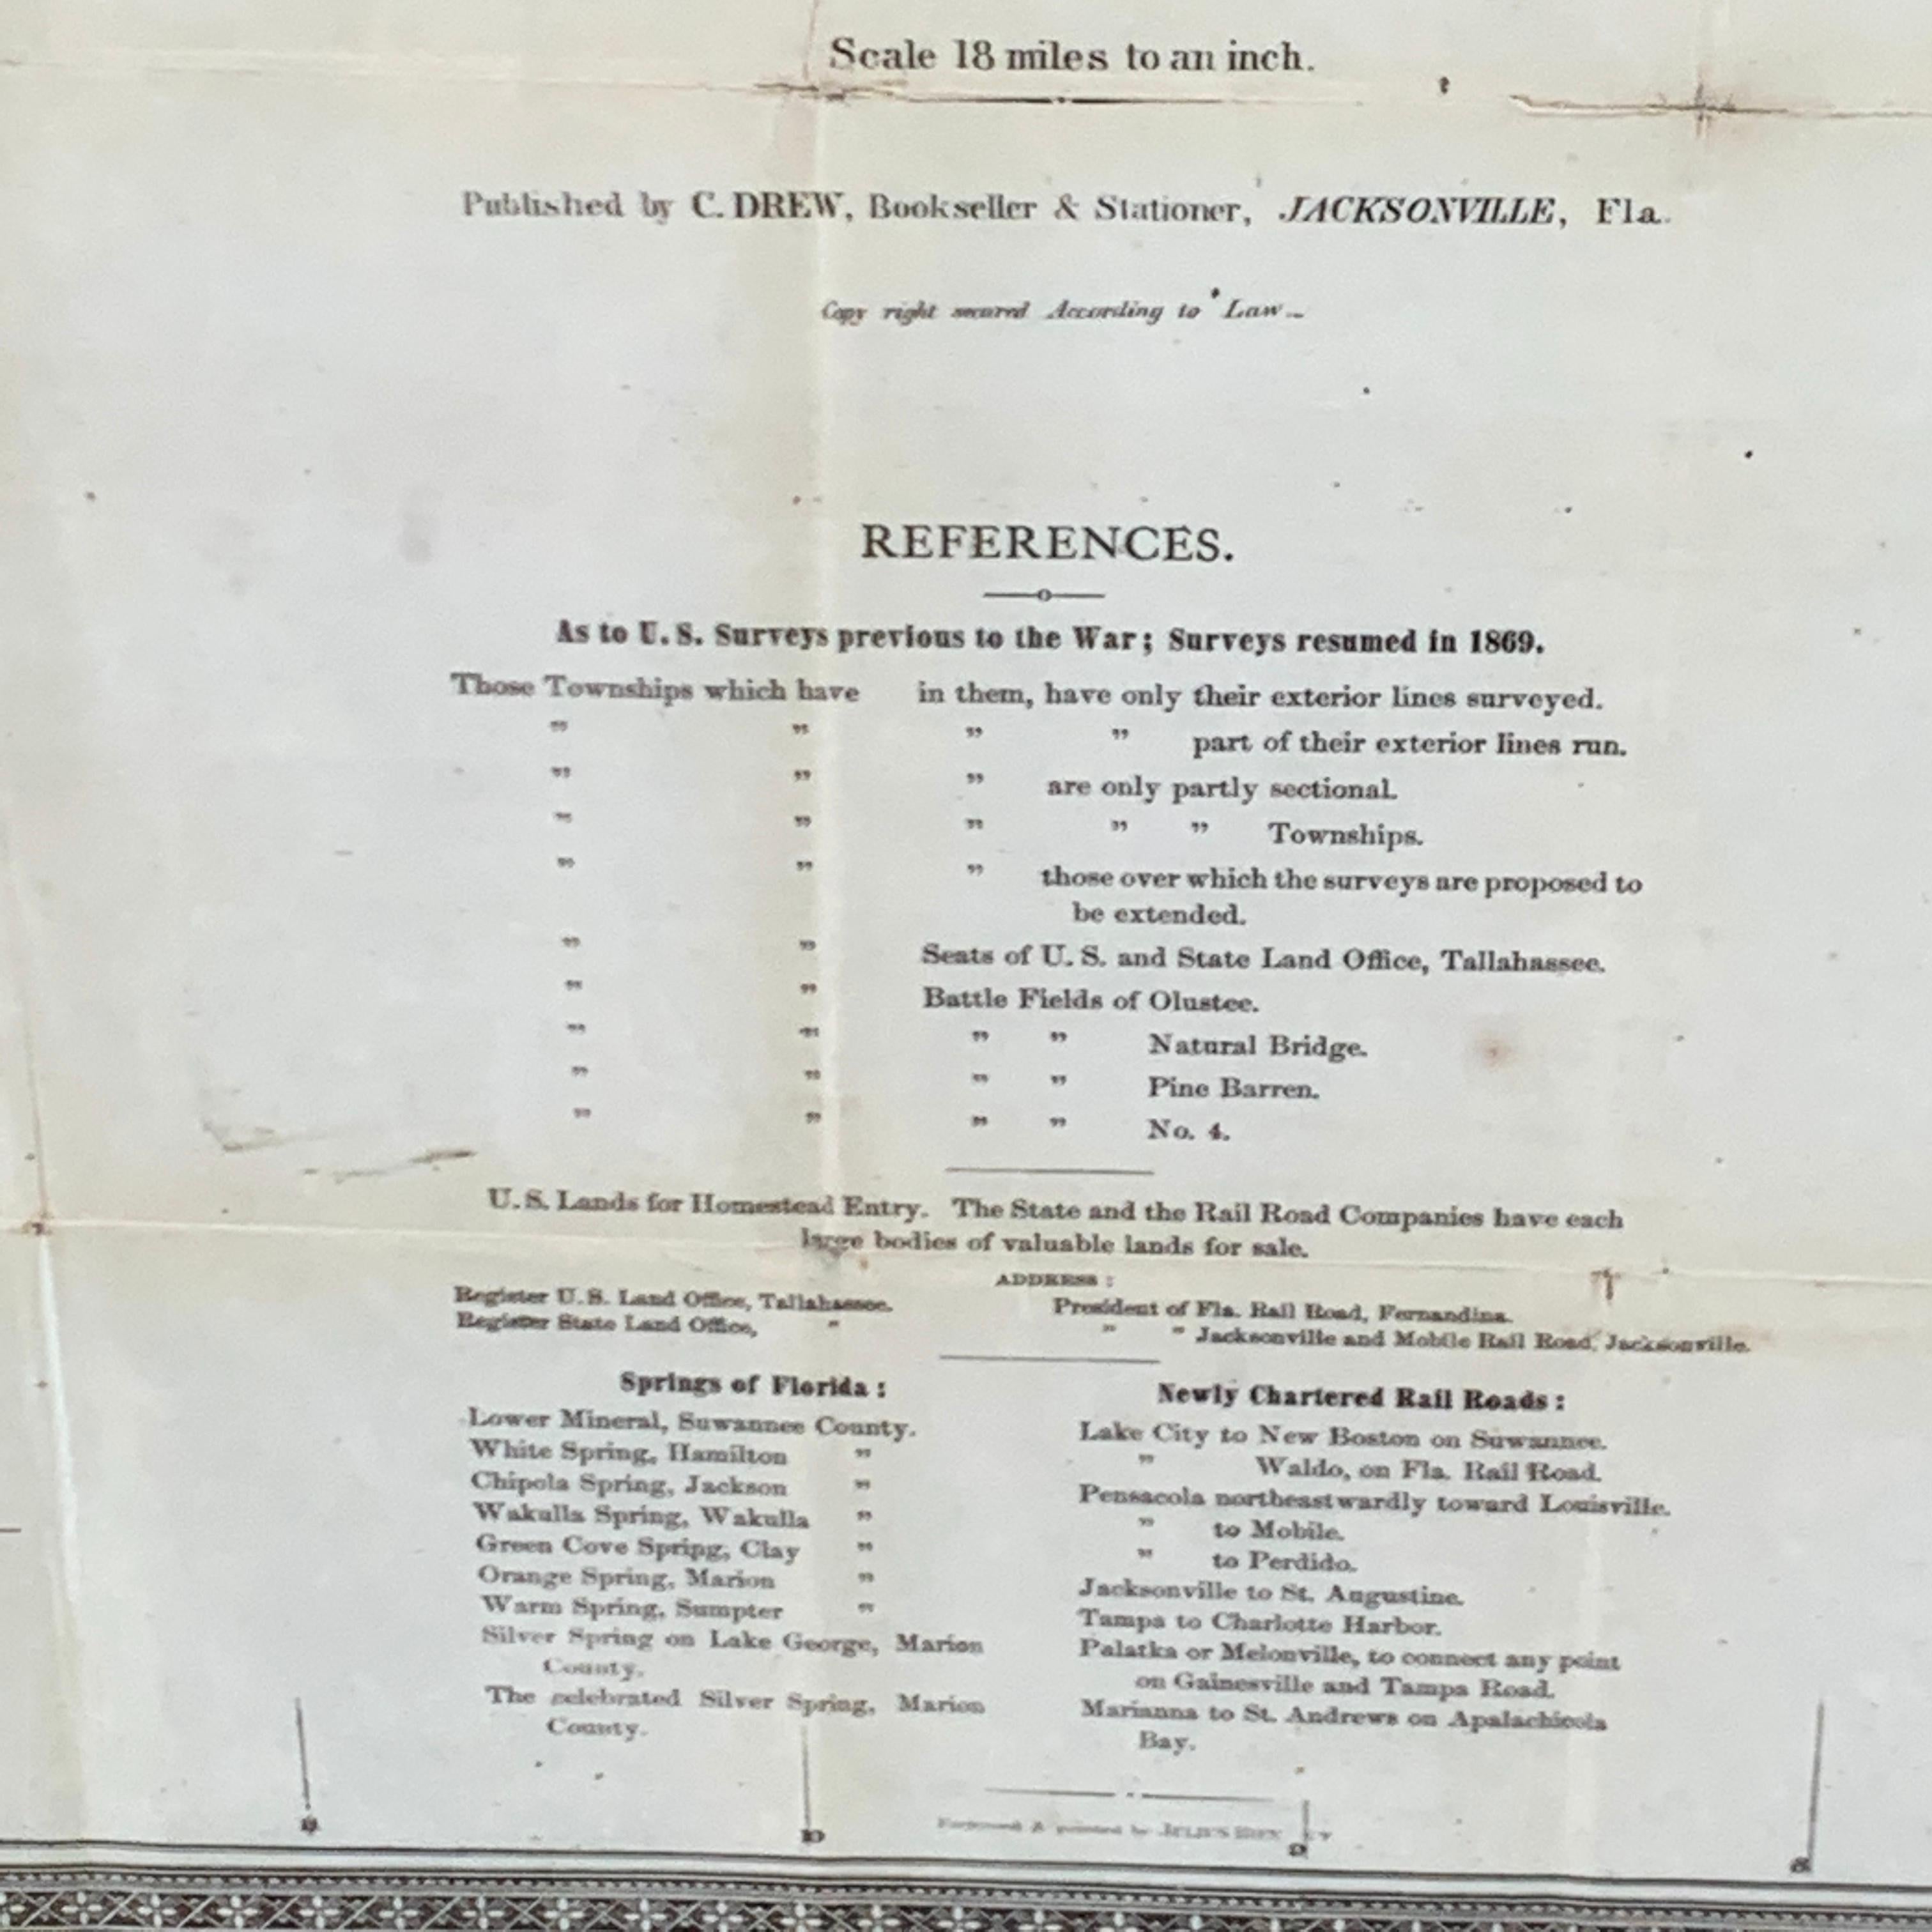 Scale 18 miles to an inch.
Published by C. DREW, Bookseller & Stationer, JACKSONVILLE, Fla.
Copy right secured According to Law
REFERENCES.
As to U. S. Surveys previous to the War; Surveys resumed in 1869.
Those Townships which have in them, have only their exterior lines surveyed.
" " " " part of their exterior lines run.
" " " are only partly sectional.
" " " " " Townships.
" " " those over which the surveys are proposed to
be extended.
" " Seats of U. S. and State Land Office, Tallahassee.
" " Battle Fields of Olustee.
" " " " Natural Bridge.
" " " " Pine Barren.
" " " " No. 4.
U. S. Lands for Homestead Entry. The State and the Rail Road Companies have each
large bodies of valuable lands for sale.
ADDRESS :
Register U. S. Land Office, Tallahassee.
Register State Land Office, "
President of Fla. Rail Road, Fernandina.
" " Jacksonville and Mobile Rail Road, Jacksonville.
Springs of Florida :
Lower Mineral, Suwannee County.
White Spring, Hamilton "
Chipola Spring, Jackson "
Wakulla Spring, Wakulla "
Green Cove Spring, Clay "
Orange Spring, Marion "
Warm Spring, Sumpter "
Silver Spring on Lake George, Marion
County.
The celebrated Silver Spring, Marion
County.
Newly Chartered Rail Roads :
Lake City to New Boston on Suwannee.
" Waldo, on Fla. Rail Road.
Pensacola northeastwardly toward Louisville.
" to Mobile.
" to Perdido.
Jacksonville to St. Augustine.
Tampa to Charlotte Harbor.
Palatka or Melonville, to connect any point
on Gainesville and Tampa Road.
Marianna to St. Andrews on Apalachicola
Bay.
& printed by JULIUS